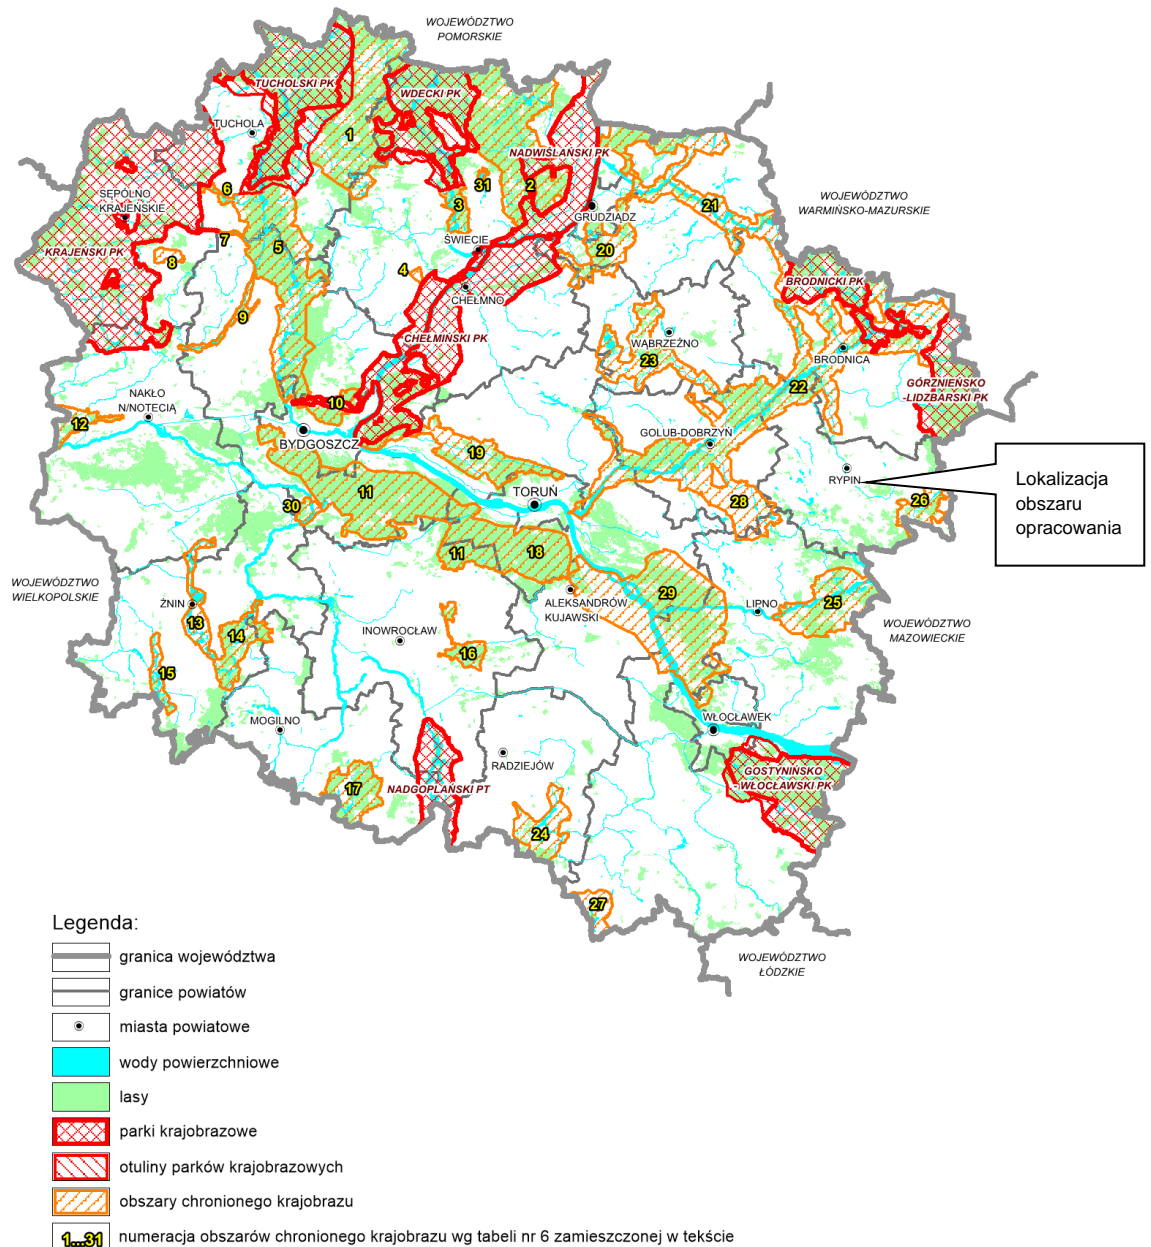 WOJEWÓDZTWO
POMORSKIE
TUCHOLSKI PK
WDECKI PK
TUCHOLA
1
NADWIŚLAŃSKI PK
31
2
6
SĘPÓLNO
KRAJEŃSKIE
3
21
WOJEWÓDZTWO
WARMIŃSKO-MAZURSKIE
GRUDZIĄDZ
7
5
ŚWIECIE
20
KRAJEŃSKI PK
8
4
CHEŁMNO
BRODNICKI PK
9
CHEŁMIŃSKI PK
WĄBRZEŹNO
23
BRODNICA
22
GÓRZNIEŃSKO
-LIDZBARSKI PK
NAKŁO
N/NOTECIĄ
10
12
BYDGOSZCZ
GOLUB-DOBRZYŃ
19
RYPIN
Lokalizacja
obszaru
opracowania
11
TORUŃ
28
26
30
11
18
WOJEWÓDZTWO
WIELKOPOLSKIE
ŻNIN
13
14
ALEKSANDRÓW
KUJAWSKI
29
LIPNO
25
WOJEWÓDZTWO
MAZOWIECKIE
INOWROCŁAW
16
15
MOGILNO
WŁOCŁAWEK
RADZIEJÓW
17
NADGOPLAŃSKI PT
GOSTYNIŃSKO
-WŁOCŁAWSKI PK
24
27
WOJEWÓDZTWO
ŁÓDZKIE
Legenda:
granica województwa
granice powiatów
miasta powiatowe
wody powierzchniowe
lasy
parki krajobrazowe
otuliny parków krajobrazowych
obszary chronionego krajobrazu
1...31 numeracja obszarów chronionego krajobrazu wg tabeli nr 6 zamieszczonej w tekście